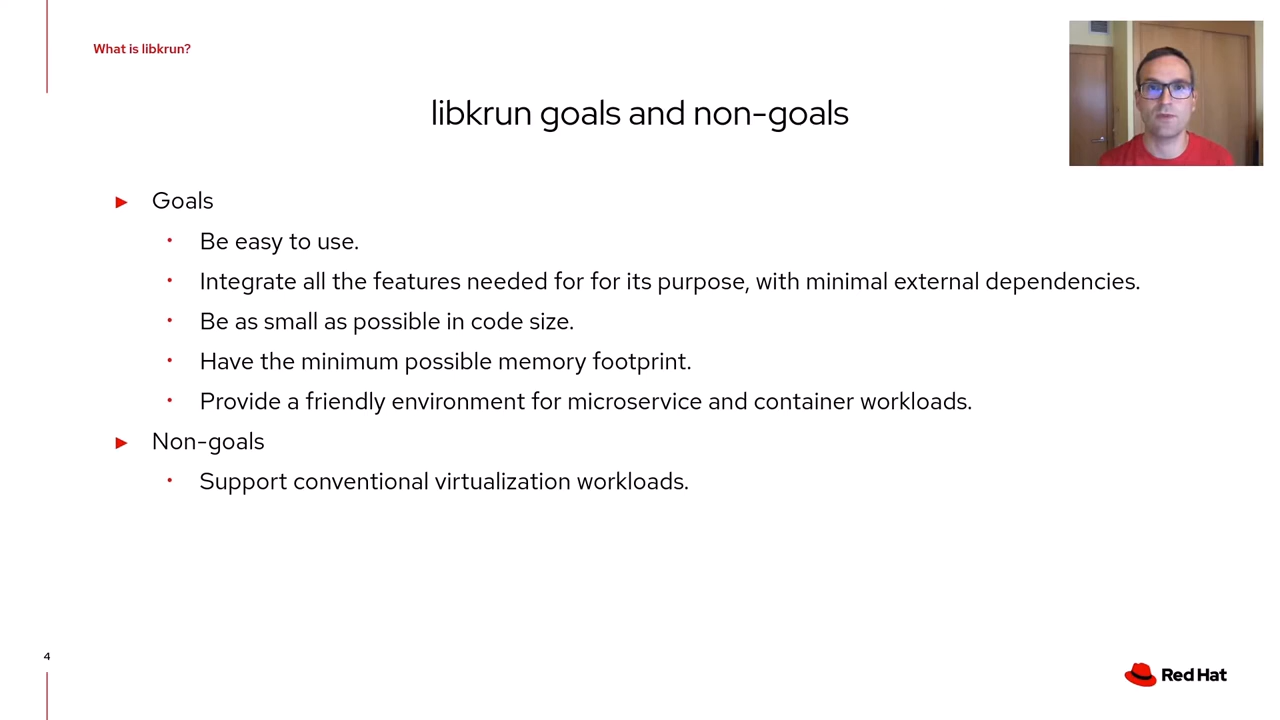 What is libkrun?
libkrun goals and non-goals
► Goals
• Be easy to use.
• Integrate all the features needed for for its purpose, with minimal external dependencies.
• Be as small as possible in code size.
• Have the minimum possible memory footprint.
• Provide a friendly environment for microservice and container workloads.
► Non-goals
• Support conventional virtualization workloads.
4
Red Hat